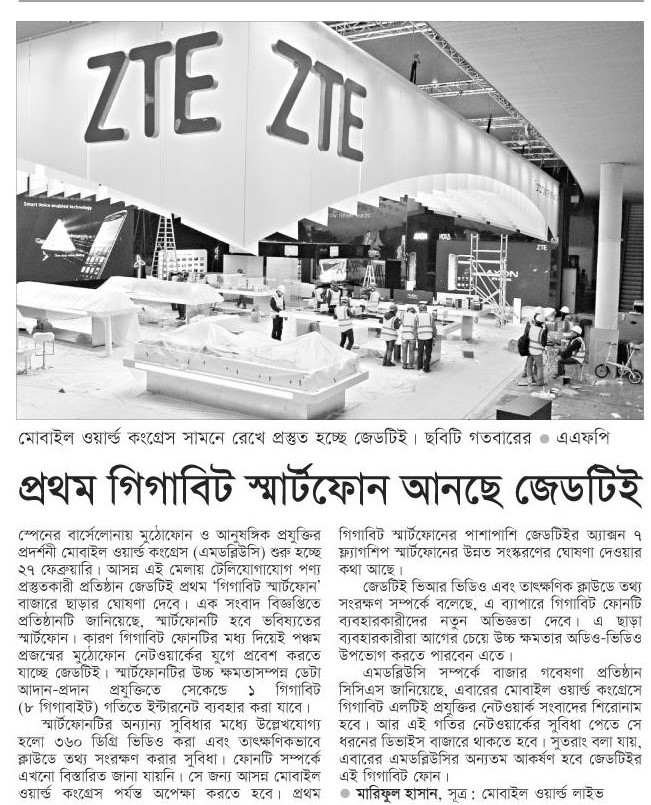 ZTE ZTE
Smart Voice enabled technology
AXON
ZTE
মোবাইল ওয়ার্ল্ড কংগ্রেস সামনে রেখে প্রস্তুত হচ্ছে জেডটিই। ছবিটি গতবারের ● এএফপি
প্রথম গিগাবিট স্মার্টফোন আনছে জেডটিই
স্পেনের বার্সেলোনায় মুঠোফোন ও আনুষঙ্গিক প্রযুক্তির
প্রদর্শনী মোবাইল ওয়ার্ল্ড কংগ্রেস (এমডব্লিউসি) শুরু হচ্ছে
২৭ ফেব্রুয়ারি। আসন্ন এই মেলায় টেলিযোগাযোগ পণ্য
প্রস্তুতকারী প্রতিষ্ঠান জেডটিই প্রথম ‘গিগাবিট স্মার্টফোন’
বাজারে ছাড়ার ঘোষণা দেবে। এক সংবাদ বিজ্ঞপ্তিতে
প্রতিষ্ঠানটি জানিয়েছে, স্মার্টফোনটি হবে ভবিষ্যতের
স্মার্টফোন। কারণ গিগাবিট ফোনটির মধ্য দিয়েই পঞ্চম
প্রজন্মের মুঠোফোন নেটওয়ার্কের যুগে প্রবেশ করতে
যাচ্ছে জেডটিই। স্মার্টফোনটির উচ্চ ক্ষমতাসম্পন্ন ডেটা
আদান-প্রদান প্রযুক্তিতে সেকেন্ডে ১ গিগাবিট
(৮ গিগাবাইট) গতিতে ইন্টারনেট ব্যবহার করা যাবে।
স্মার্টফোনটির অন্যান্য সুবিধার মধ্যে উল্লেখযোগ্য
হলো ৩৬০ ডিগ্রি ভিডিও করা এবং তাৎক্ষণিকভাবে
ক্লাউডে তথ্য সংরক্ষণ করার সুবিধা। ফোনটি সম্পর্কে
এখনো বিস্তারিত জানা যায়নি। সে জন্য আসন্ন মোবাইল
ওয়ার্ল্ড কংগ্রেস পর্যন্ত অপেক্ষা করতে হবে। প্রথম
গিগাবিট স্মার্টফোনের পাশাপাশি জেডটিইর অ্যাক্সন ৭
ফ্ল্যাগশিপ স্মার্টফোনের উন্নত সংস্করণের ঘোষণা দেওয়ার
কথা আছে।
জেডটিই ভিআর ভিডিও এবং তাৎক্ষণিক ক্লাউডে তথ্য
সংরক্ষণ সম্পর্কে বলেছে, এ ব্যাপারে গিগাবিট ফোনটি
ব্যবহারকারীদের নতুন অভিজ্ঞতা দেবে। এ ছাড়া
ব্যবহারকারীরা আগের চেয়ে উচ্চ ক্ষমতার অডিও-ভিডিও
উপভোগ করতে পারবেন এতে।
এমডব্লিউসি সম্পর্কে বাজার গবেষণা প্রতিষ্ঠান
সিসিএস জানিয়েছে, এবারের মোবাইল ওয়ার্ল্ড কংগ্রেসে
গিগাবিট এলটিই প্রযুক্তির নেটওয়ার্ক সংবাদের শিরোনাম
হবে। আর এই গতির নেটওয়ার্কের সুবিধা পেতে সে
ধরনের ডিভাইস বাজারে থাকতে হবে। সুতরাং বলা যায়,
এবারের এমডব্লিউসির অন্যতম আকর্ষণ হবে জেডটিইর
এই গিগাবিট ফোন।
● মারিফুল হাসান, সূত্র : মোবাইল ওয়ার্ল্ড লাইভ